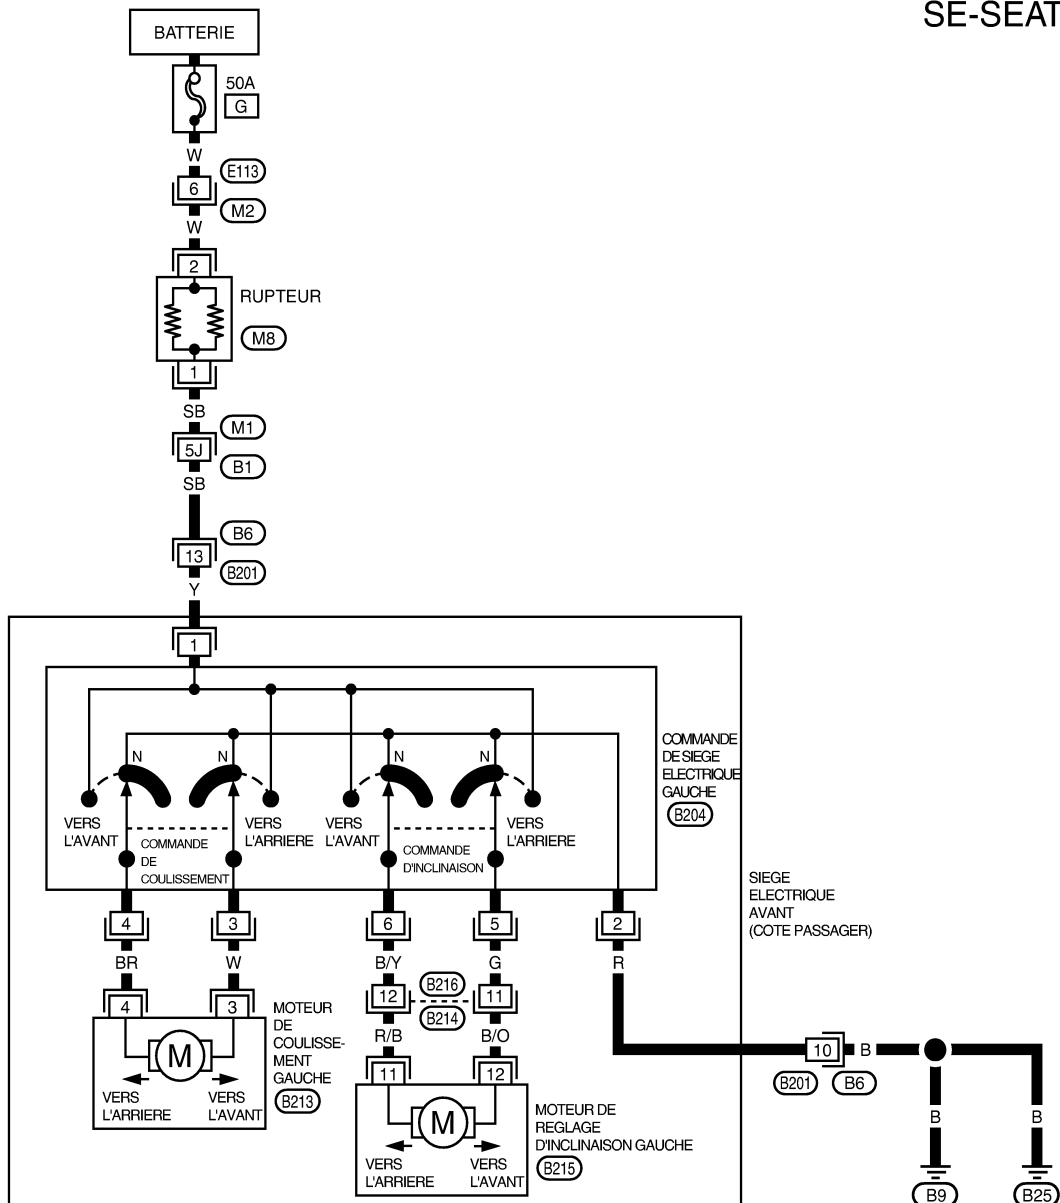 SE-SEAT
BATTERIE
50A
G
W
E113
6
M2
W
2
RUPTEUR
M8
1
SB
M1
5J
B1
SB
B6
13
B201
Y
1
COMMANDE
DE SIEGE
ELECTRIQUE
GAUCHE
B204
N
N
N
N
VERS
L'AVANT
COMMANDE
DE
COULISSEMENT
VERS
L'ARRIERE
VERS
L'AVANT
COMMANDE
D'INCLINAISON
VERS
L'ARRIERE
SIEGE
ELECTRIQUE
AVANT
(COTE PASSAGER)
4
3
6
5
2
BR
W
B/Y
G
R
12
B216
11
B214
4
3
R/B
B/O
MOTEUR
DE
COULISSE-
MENT
GAUCHE
B213
M
VERS
L'ARRIERE
VERS
L'AVANT
11
12
10
B
B201
B6
MOTEUR DE
REGLAGE
D'INCLINAISON GAUCHE
B215
M
VERS
L'ARRIERE
VERS
L'AVANT
B
B
B9
B25